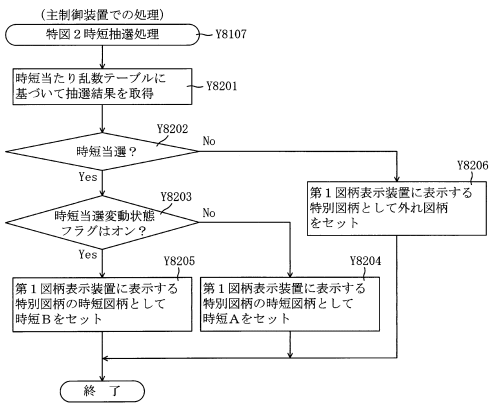 (主制御装置での処理)
特図２時短抽選処理
Y8107
時短当たり乱数テーブルに
基づいて抽選結果を取得
Y8201
時短当選？
Y8202
No
Yes
時短当選変動状態
フラグはオン？
Y8203
No
Yes
第１図柄表示装置に表示する
特別図柄として外れ図柄
をセット
Y8206
第１図柄表示装置に表示する
特別図柄の時短図柄として
時短Ｂをセット
Y8205
第１図柄表示装置に表示する
特別図柄の時短図柄として
時短Ａをセット
Y8204
終了